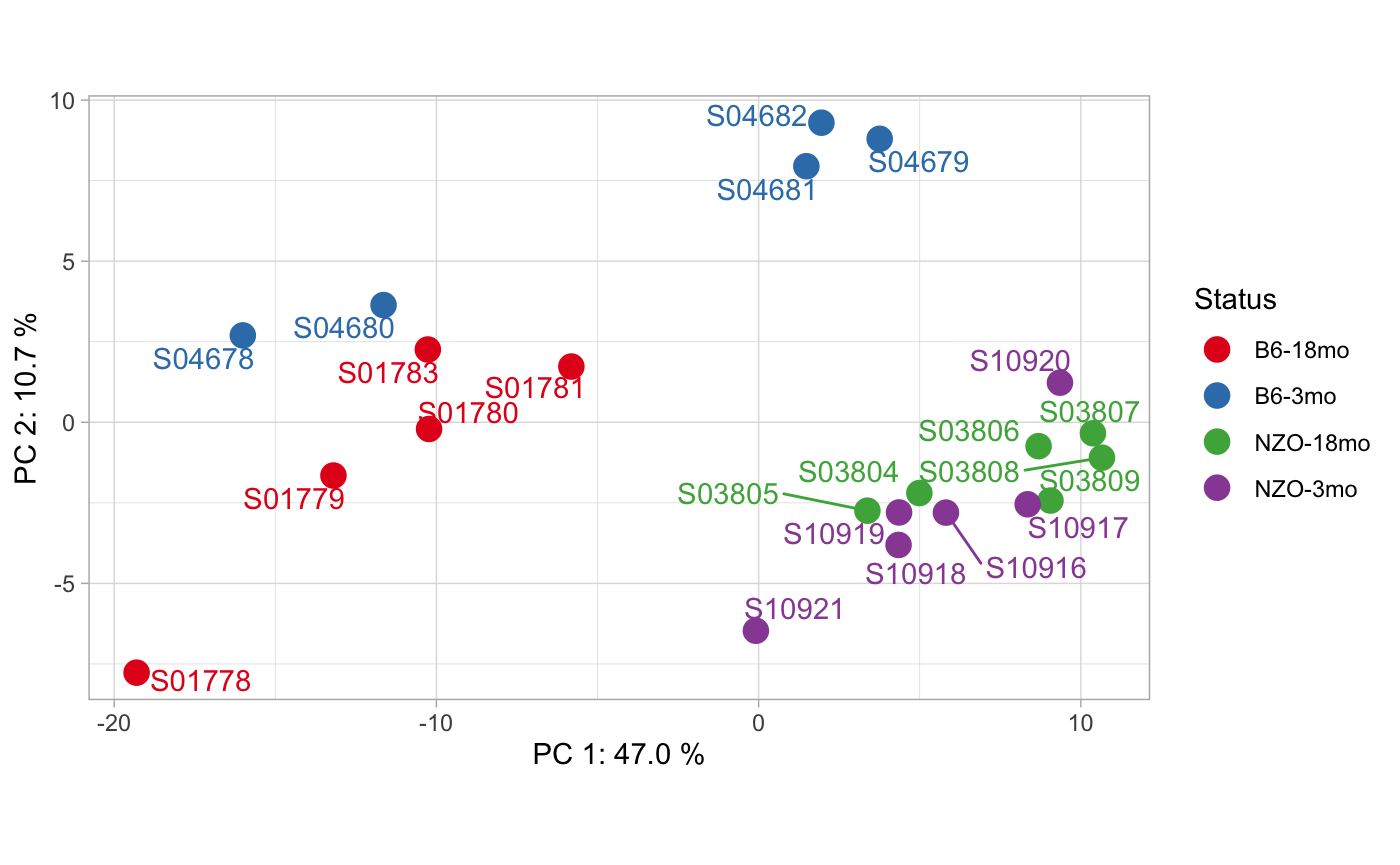 10
5
0
-5
PC 2: 10.7 %
S04682
S04679
S04681
S04680
S04678
S01783
S01781
S01780
S01779
S01778
S10920
S03807
S03806
S03804
S03808
S03805
S03809
S10919
S10917
S10918
S10916
S10921
-20
-10
0
10
PC 1: 47.0 %
Status
B6-18mo
B6-3mo
NZO-18mo
NZO-3mo